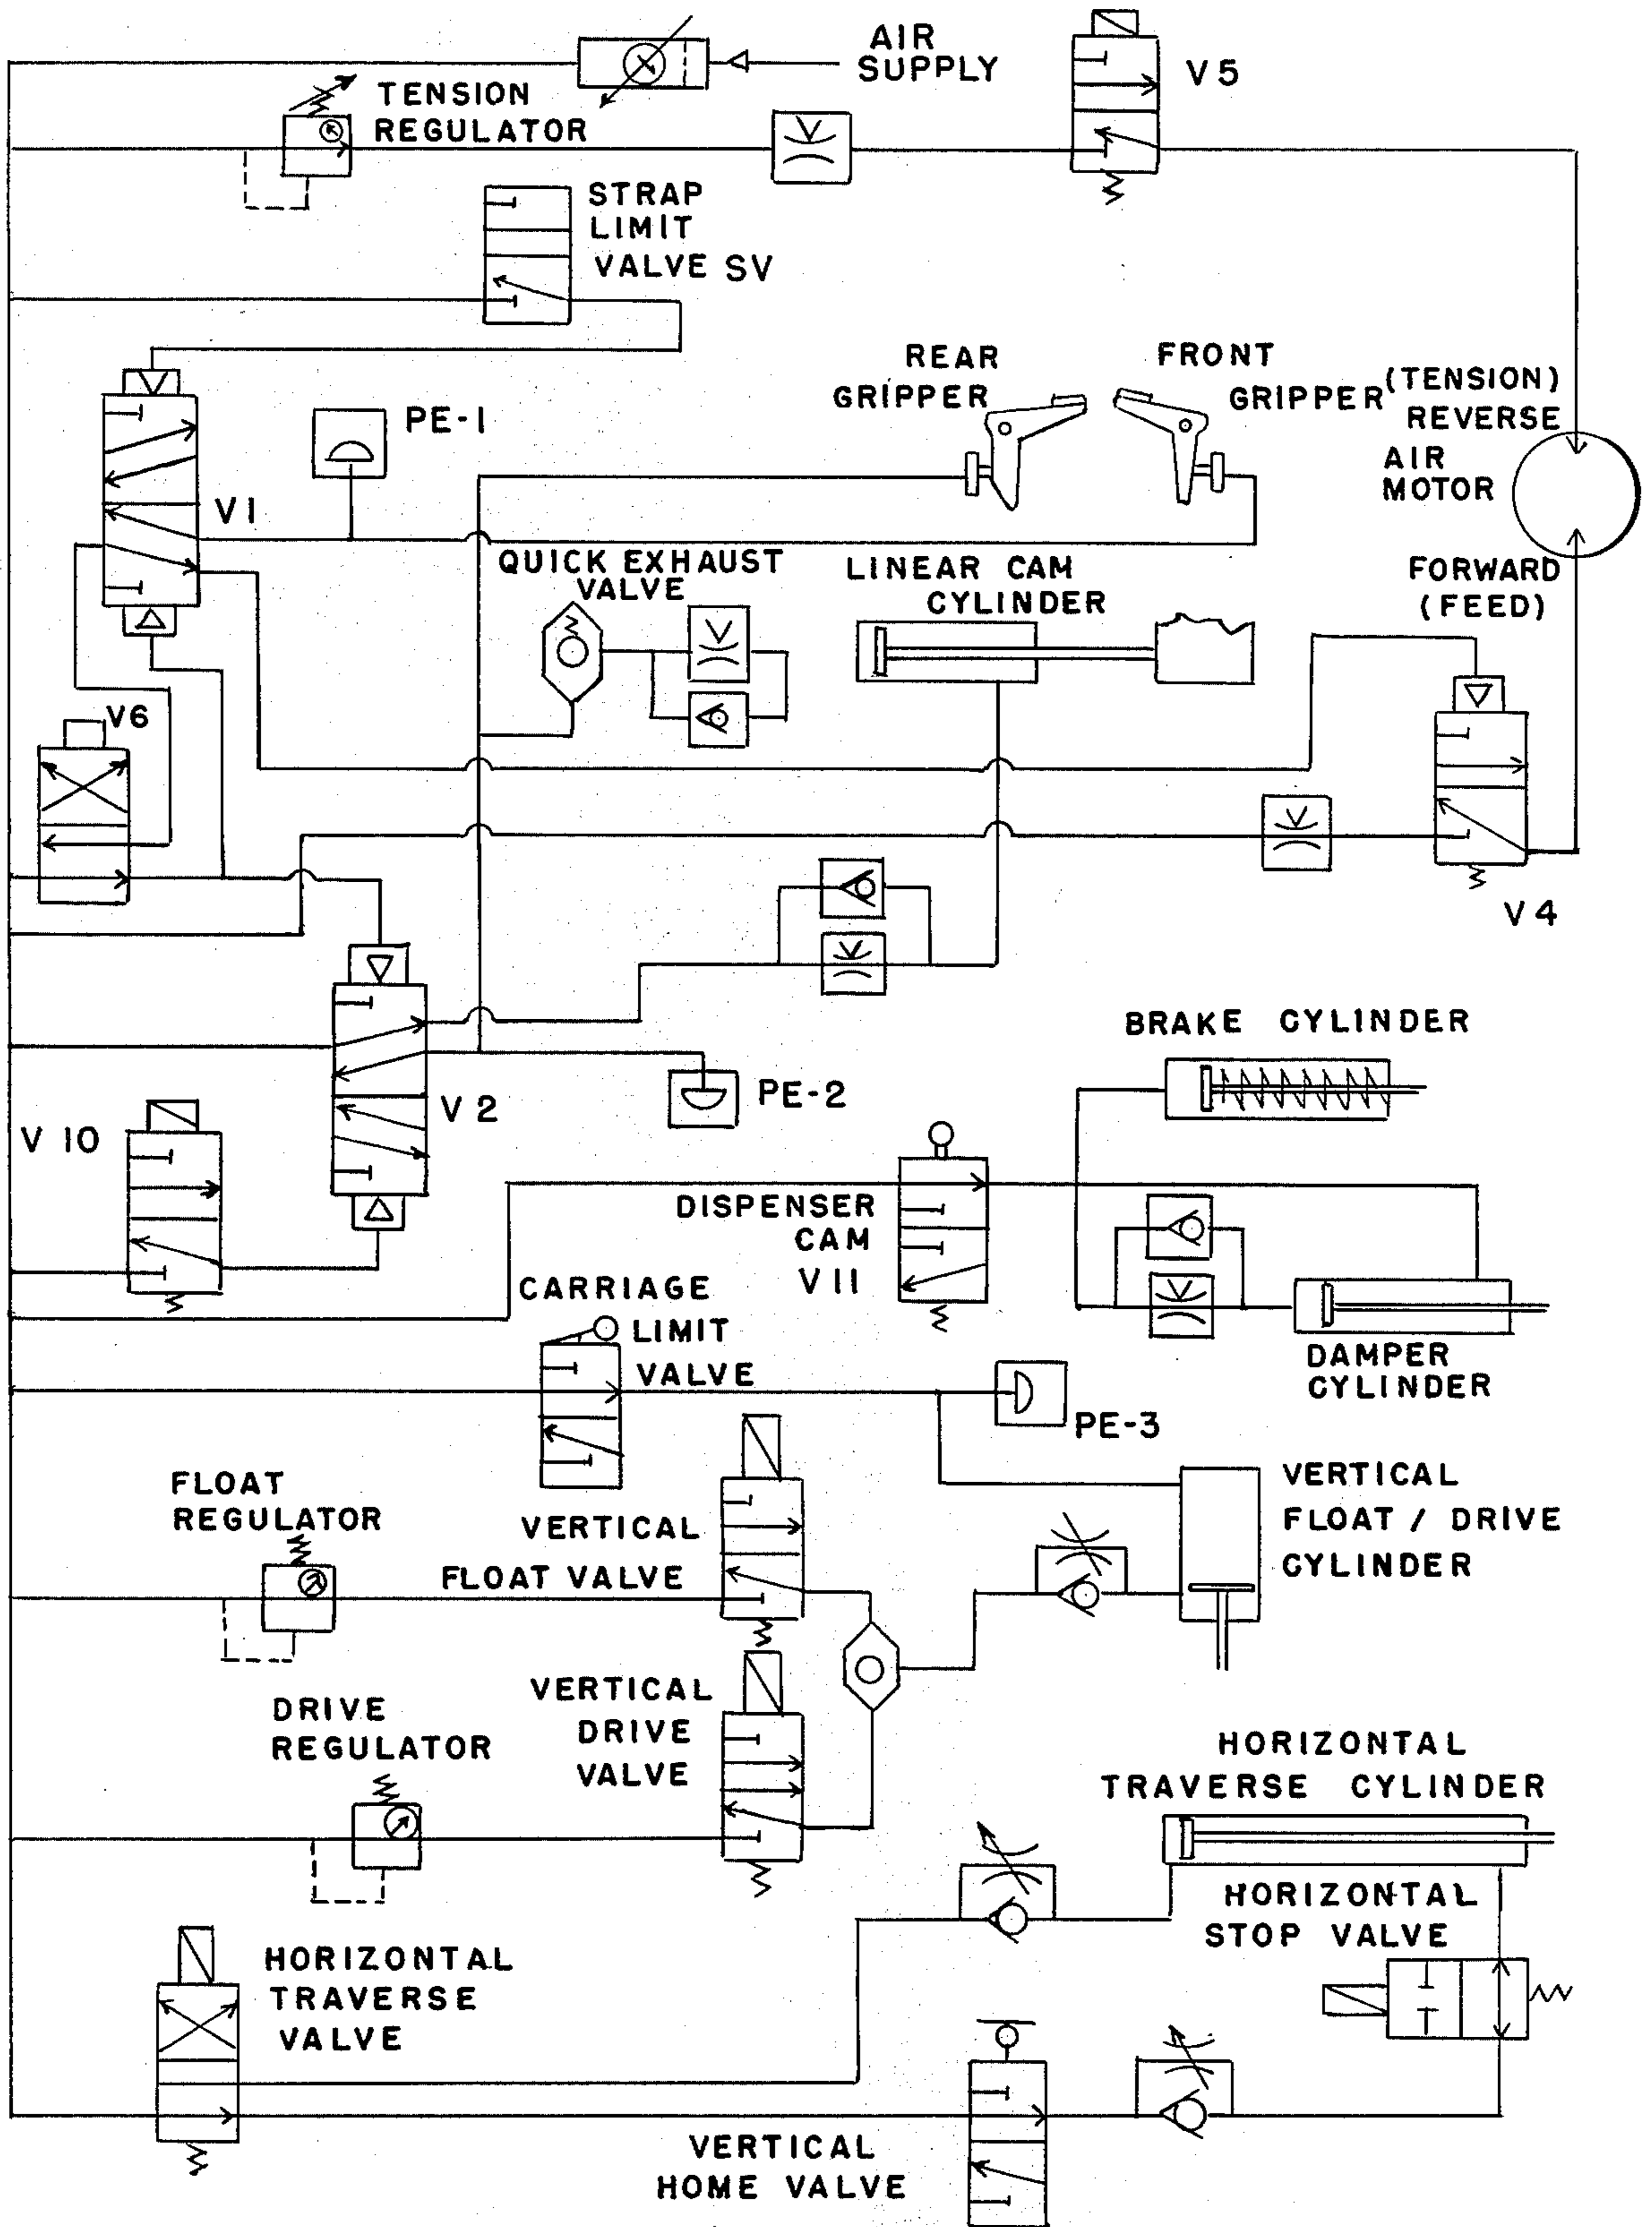 AIR
SUPPLY
V5
TENSION
REGULATOR
STRAP
LIMIT
VALVE SV
REAR
GRIPPER
FRONT
GRIPPER
(TENSION)
REVERSE
AIR
MOTOR
PE-1
V1
QUICK EXHAUST
VALVE
LINEAR CAM
CYLINDER
FORWARD
(FEED)
V6
V4
BRAKE CYLINDER
PE-2
V2
V10
DISPENSER
CAM
V11
CARRIAGE
LIMIT
VALVE
DAMPER
CYLINDER
PE-3
FLOAT
REGULATOR
VERTICAL
FLOAT VALVE
VERTICAL
FLOAT / DRIVE
CYLINDER
DRIVE
REGULATOR
VERTICAL
DRIVE
VALVE
HORIZONTAL
TRAVERSE CYLINDER
HORIZONTAL
STOP VALVE
HORIZONTAL
TRAVERSE
VALVE
VERTICAL
HOME VALVE